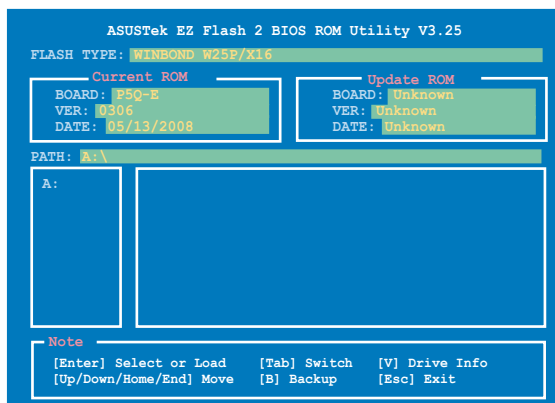 ASUSTek EZ Flash 2 BIOS ROM Utility V3.25
FLASH TYPE: WINBOND W25P/X16
Current ROM
BOARD: P5Q-E
VER: 0306
DATE: 05/13/2008
Update ROM
BOARD: Unknown
VER: Unknown
DATE: Unknown
PATH: A:\
A:
Note
[Enter] Select or Load [Tab] Switch [V] Drive Info
[Up/Down/Home/End] Move [B] Backup [Esc] Exit